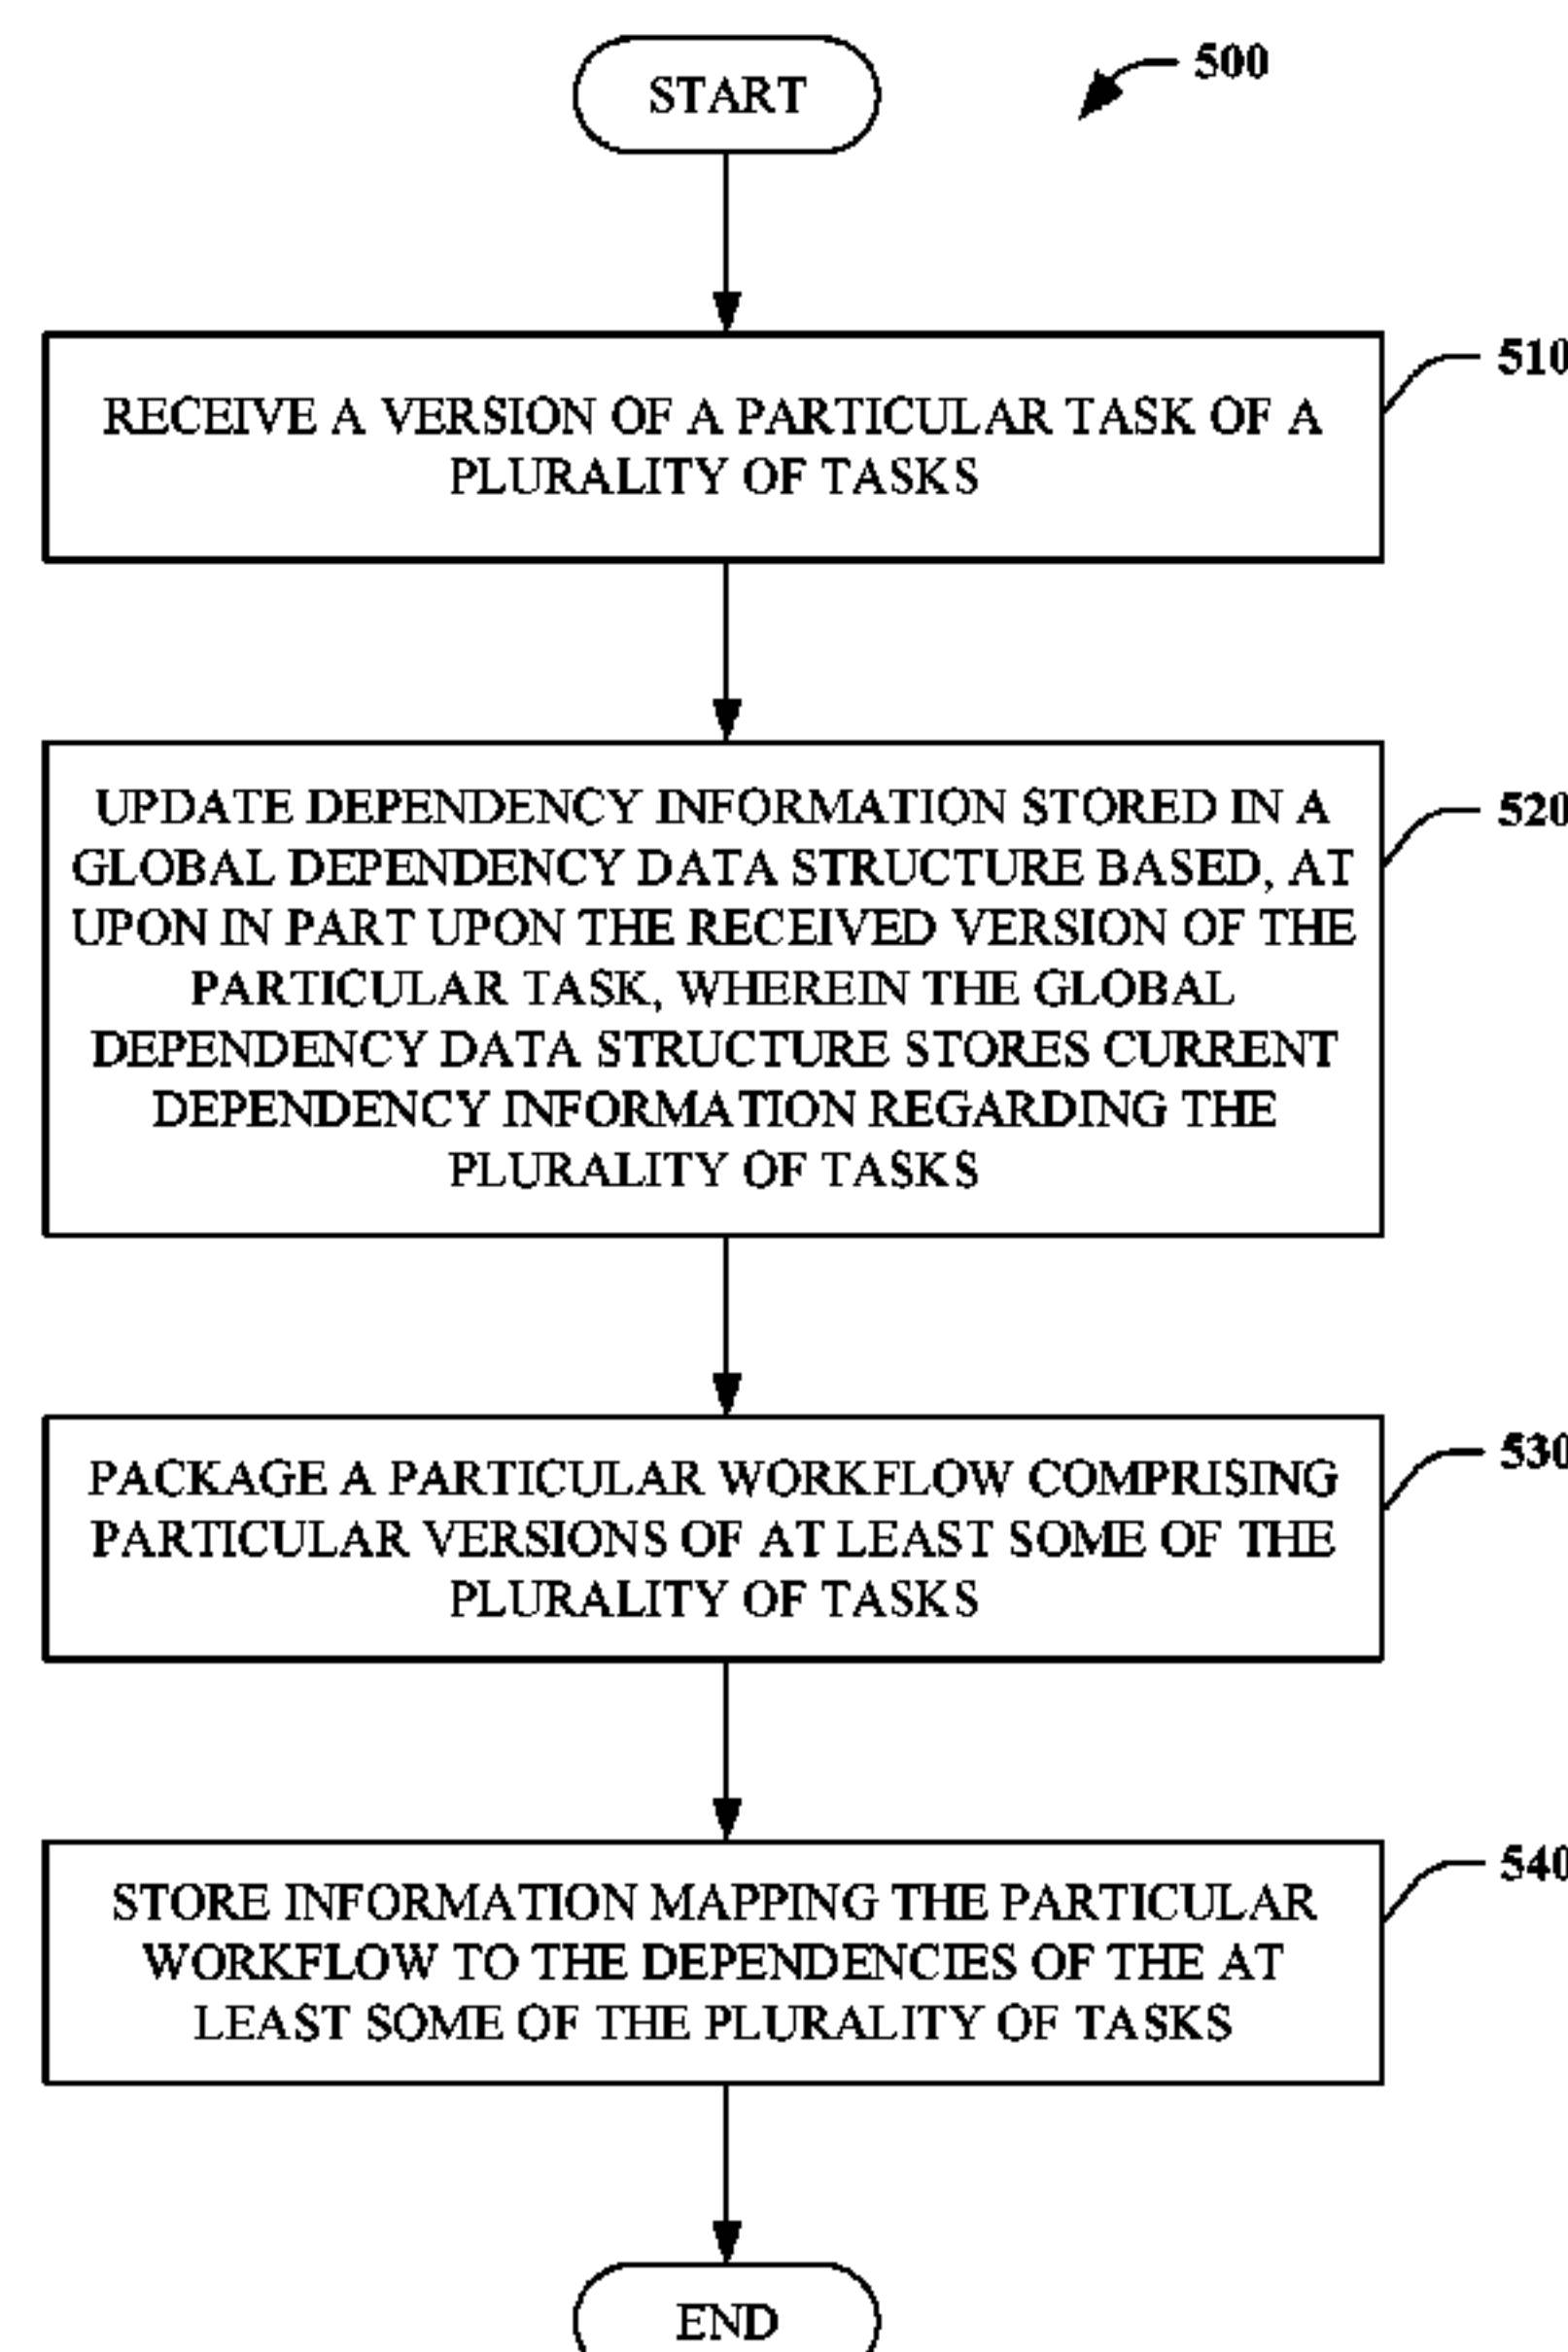 START
500
510
RECEIVE A VERSION OF A PARTICULAR TASK OF A
PLURALITY OF TASKS
520
UPDATE DEPENDENCY INFORMATION STORED IN A
GLOBAL DEPENDENCY DATA STRUCTURE BASED, AT
UPON IN PART UPON THE RECEIVED VERSION OF THE
PARTICULAR TASK, WHEREIN THE GLOBAL
DEPENDENCY DATA STRUCTURE STORES CURRENT
DEPENDENCY INFORMATION REGARDING THE
PLURALITY OF TASKS
530
PACKAGE A PARTICULAR WORKFLOW COMPRISING
PARTICULAR VERSIONS OF AT LEAST SOME OF THE
PLURALITY OF TASKS
540
STORE INFORMATION MAPPING THE PARTICULAR
WORKFLOW TO THE DEPENDENCIES OF THE AT
LEAST SOME OF THE PLURALITY OF TASKS
END